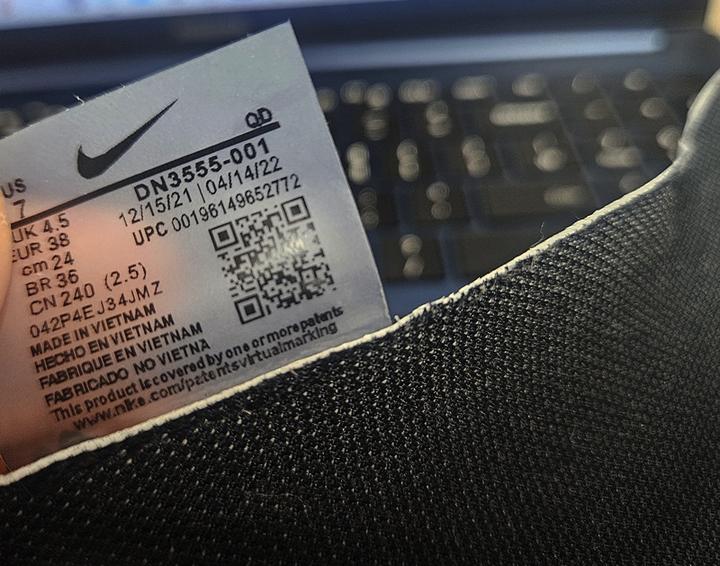 QD
DN3555-001
12/15/21 | 04/14/22
UPC 00196149652772
US
7
UK 4.5
EUR 38
cm 24
BR 36
CN 240 (2.5)
042P4EJ34JMZ
MADE IN VIETNAM
HECHO EN VIETNAM
FABRIQUE EN VIETNAM
FABRICADO NO VIETNA
This product is covered by one or more patents
www.nike.com/patentsvirtualmarking